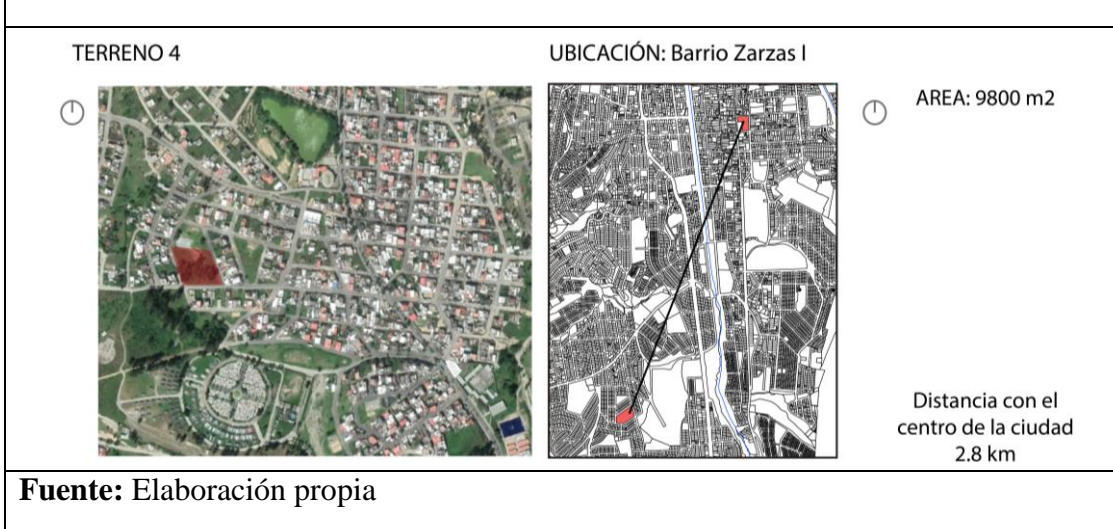 TERRENO 4
UBICACIÓN: Barrio Zarzas I
AREA: 9800 m2
Distancia con el
centro de la ciudad
2.8 km
Fuente: Elaboración propia